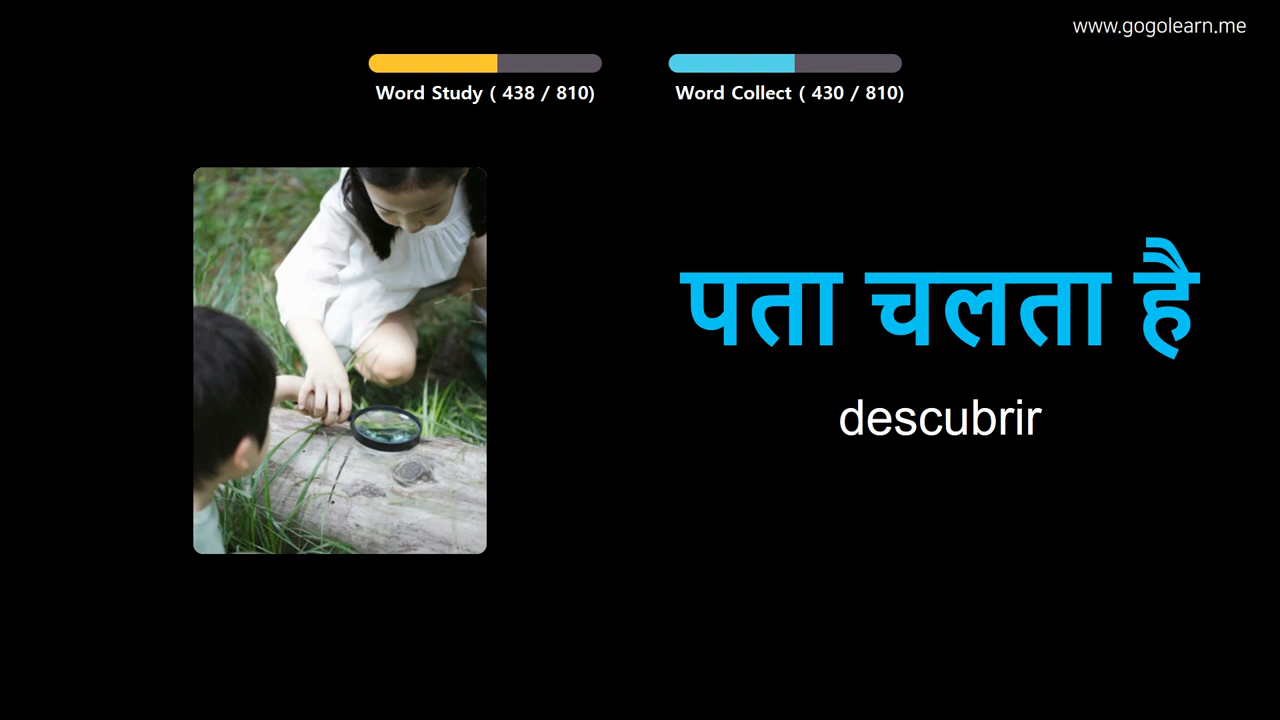 www.gogolearn.me
Word Study ( 438 / 810)
Word Collect ( 430 / 810)
पता चलता है
descubrir